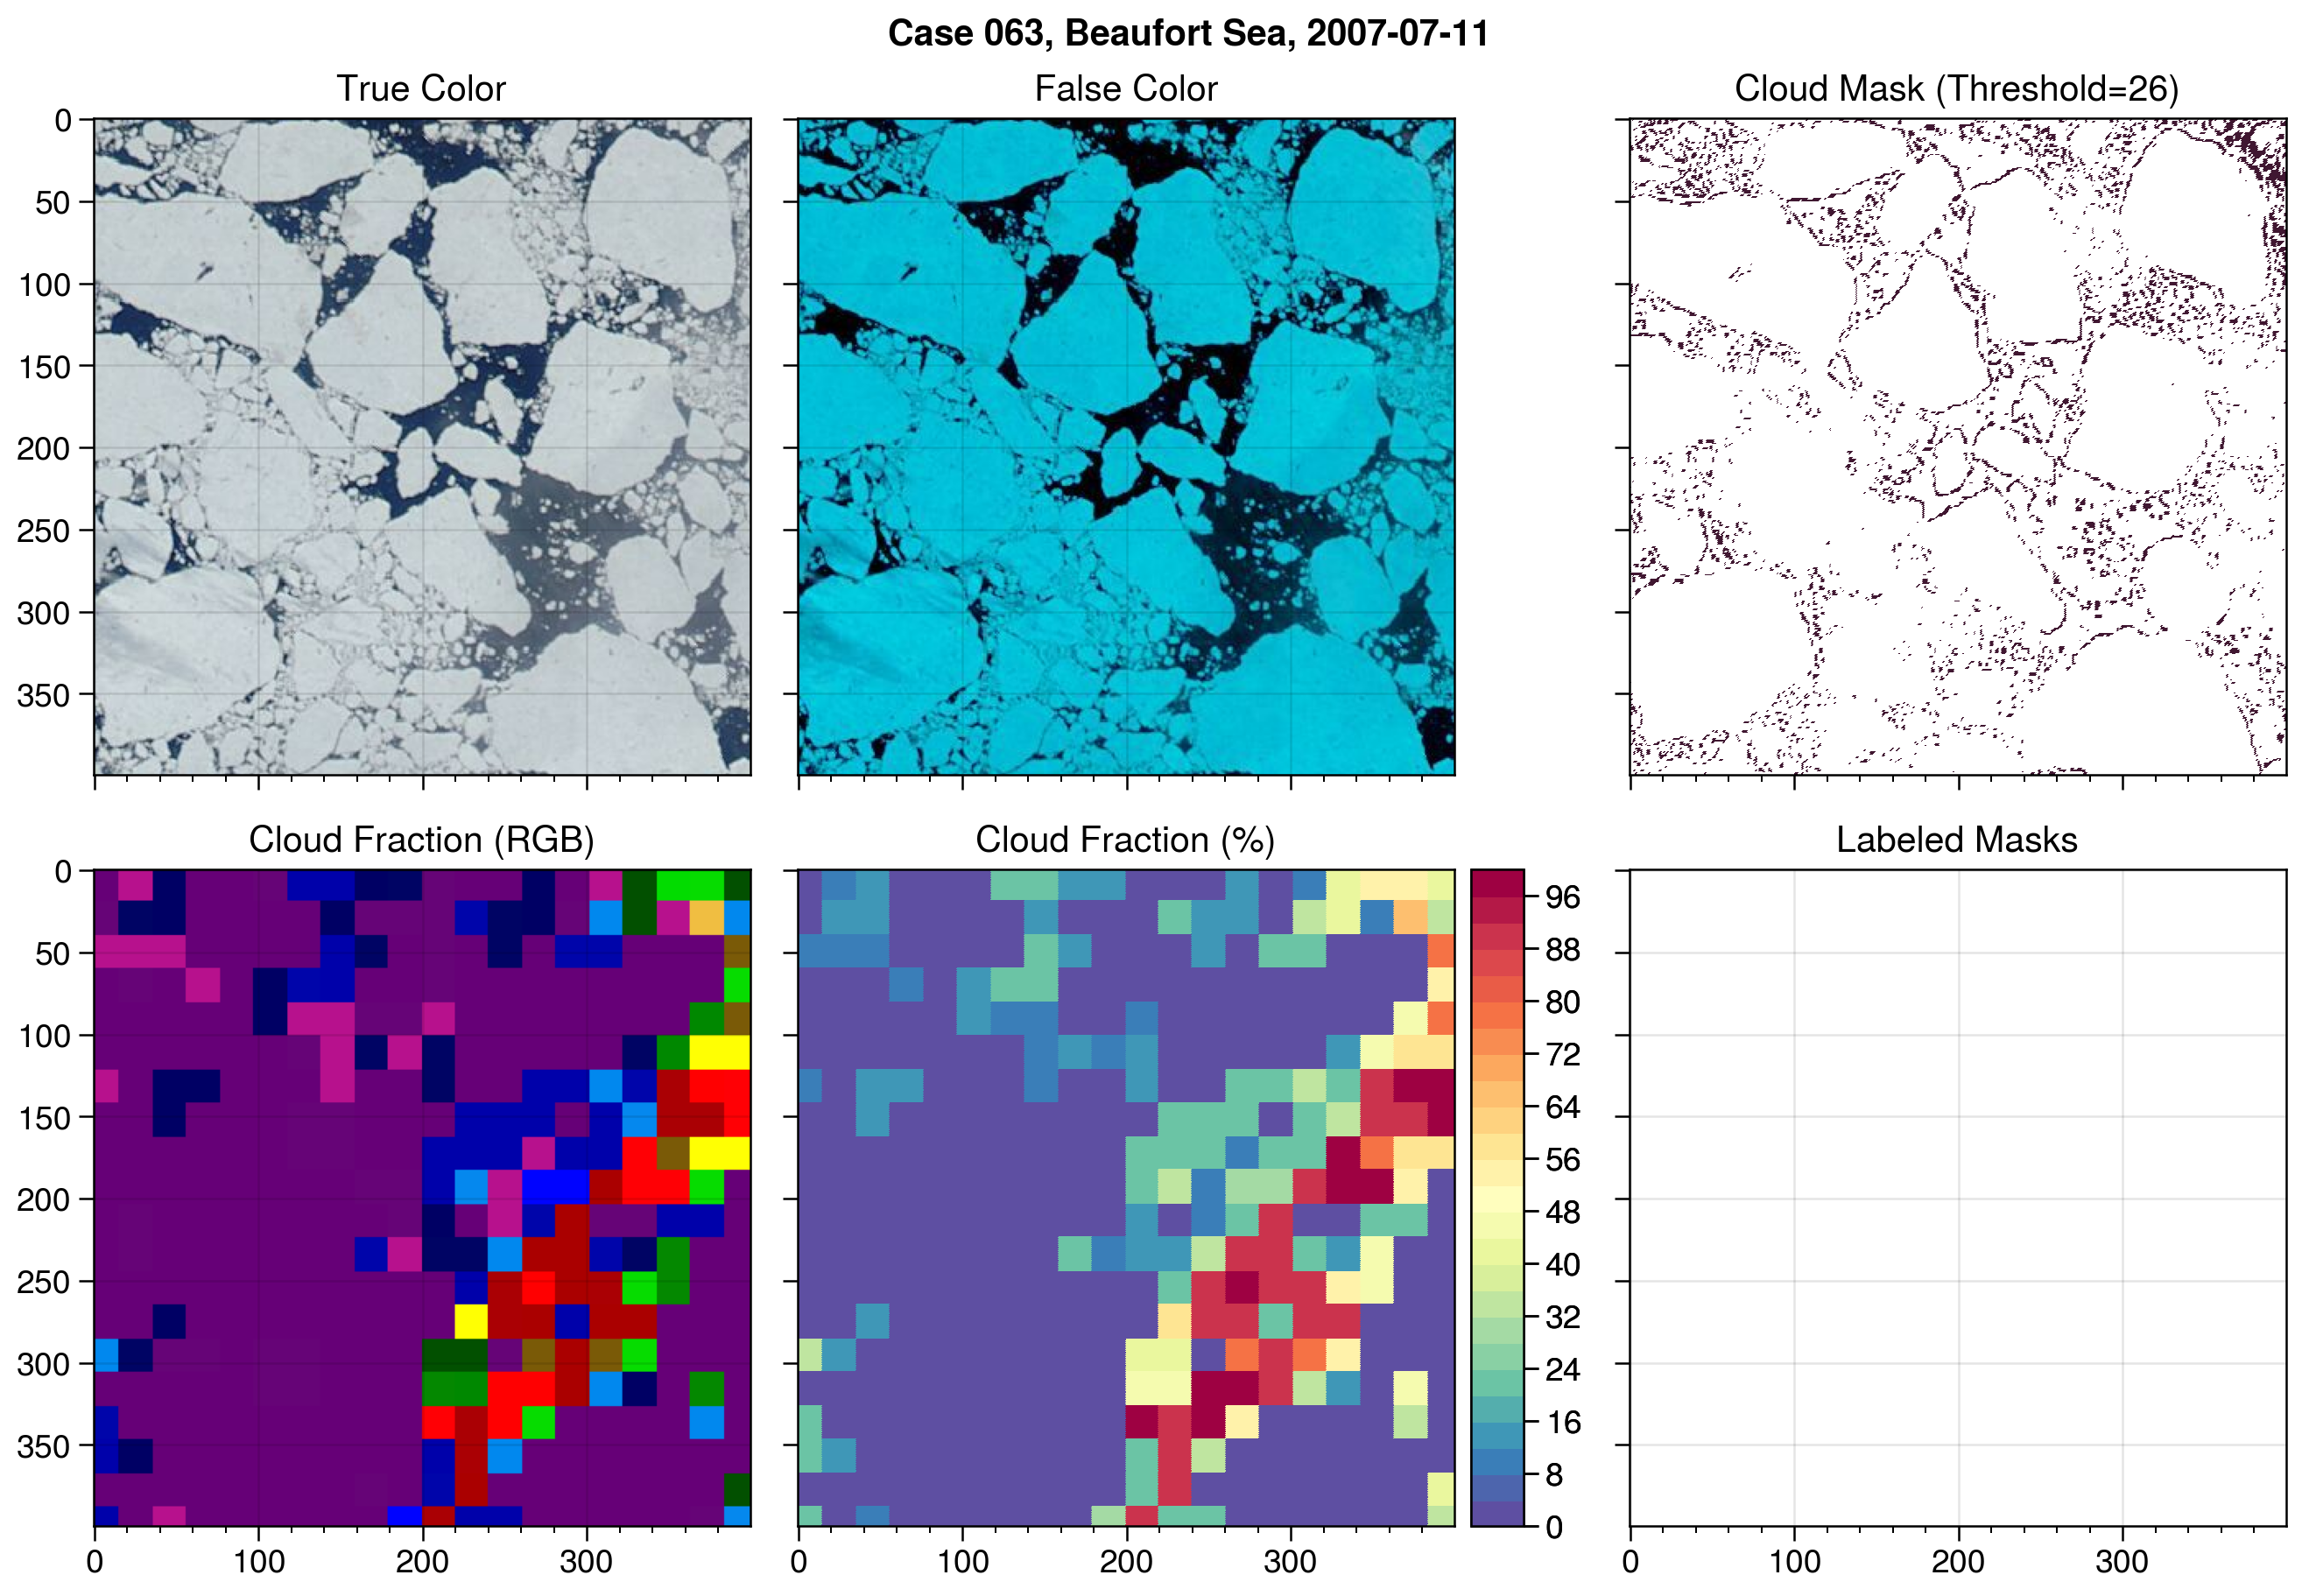 Case 063, Beaufort Sea, 2007-07-11
True Color
False Color
Cloud Mask (Threshold=26)
0
50
100
150
200
250
300
350
Cloud Fraction (RGB)
Cloud Fraction (%)
Labeled Masks
0
50
100
150
200
250
300
350
96
88
80
72
64
56
48
40
32
24
16
8
0
0 100 200 300
0 100 200 300
0 100 200 300